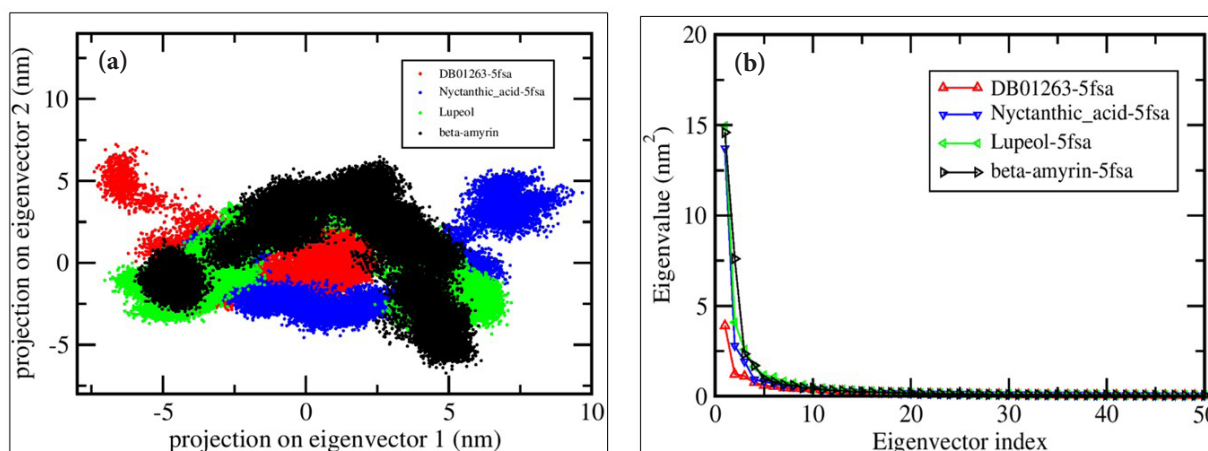 (a)
DB01263-5fsa
Nyctanthic_acid-5fsa
Lupeol
beta-amyrin
projection on eigenvector 2 (nm)
10
5
0
-5
-5
0
5
10
projection on eigenvector 1 (nm)
(b)
DB01263-5fsa
Nyctanthic_acid-5fsa
Lupeol-5fsa
beta-amyrin-5fsa
Eigenvalue (nm²)
20
15
10
5
0
0
10
20
30
40
50
Eigenvector index